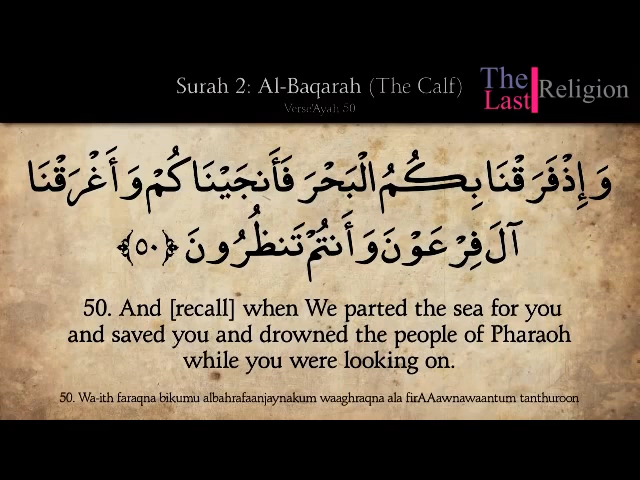 Surah 2: Al-Baqarah (The Calf)
Verse/Ayah 50
The
Last
Religion
وَإِذْ فَرَقْنَا بِكُمُ الْبَحْرَ فَأَنجَيْنَاكُمْ وَأَغْرَقْنَا
آلَ فِرْعَوْنَ وَأَنتُمْ تَنظُرُونَ ﴿٥٠﴾
50. And [recall] when We parted the sea for you
and saved you and drowned the people of Pharaoh
while you were looking on.
50. Wa-ith faraqna bikumu albahrafaanjaynakum waaghraqna ala firAAawnawaantum tanthuroon